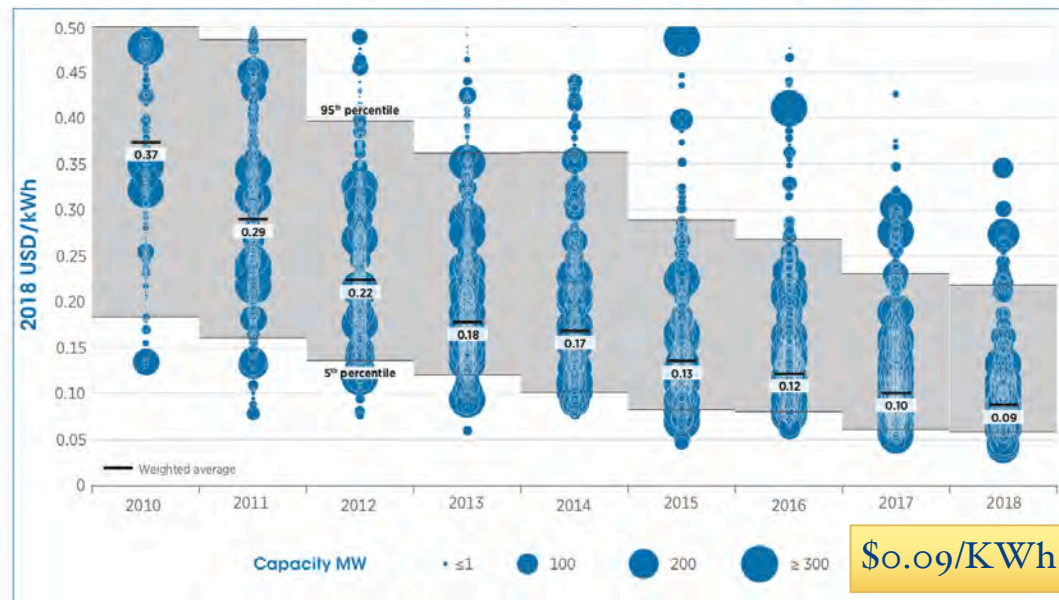 0.50
0.45
0.40
0.35
0.30
0.25
0.20
0.15
0.10
0.05
0
2018 USD/kWh
95th percentile
5th percentile
0.37
0.29
0.22
0.18
0.17
0.13
0.12
0.10
0.09
Weighted average
2010 2011 2012 2013 2014 2015 2016 2017 2018
Capacity MW ≤1 100 200 ≥ 300
$0.09/KWh